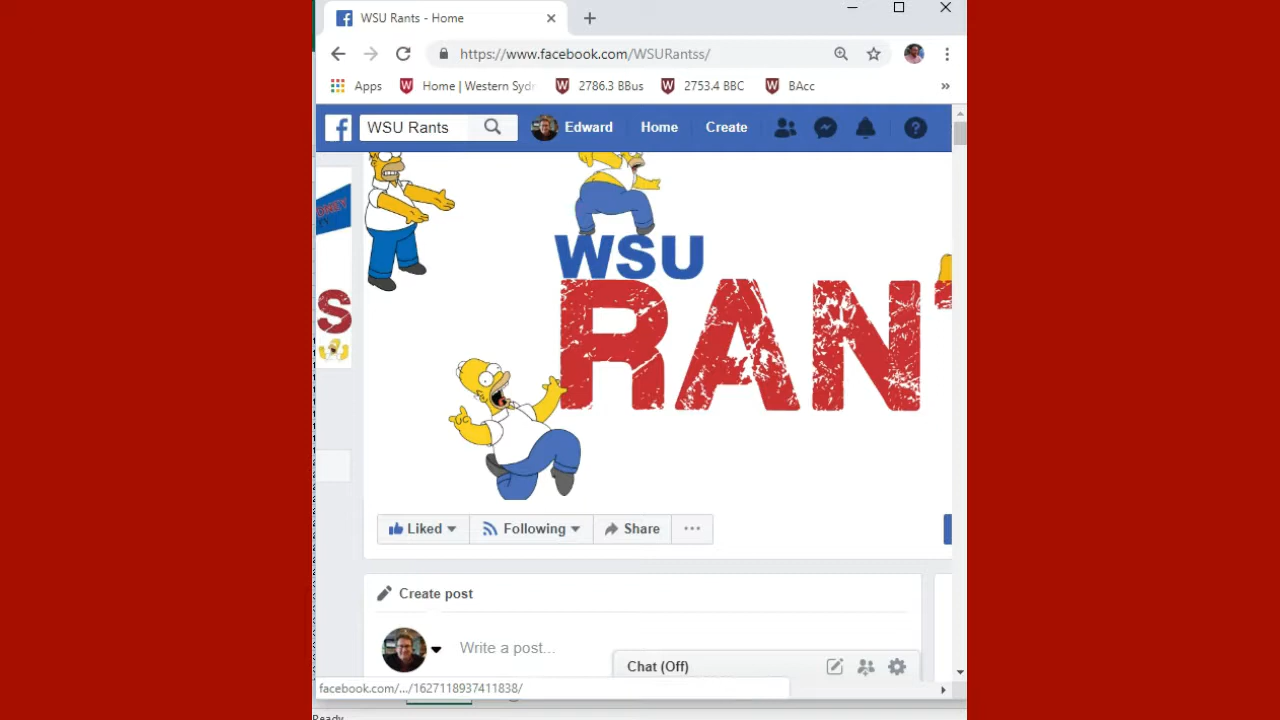 WSU Rants - Home
https://www.facebook.com/WSURantss/
Apps
Home | Western Sydn
2786.3 BBus
2753.4 BBC
BAcc
WSU Rants
Edward
Home
Create
WSU
RANT
S
Liked
Following
Share
Create post
Write a post...
Chat (Off)
facebook.com/.../1627118937411838/
Ready